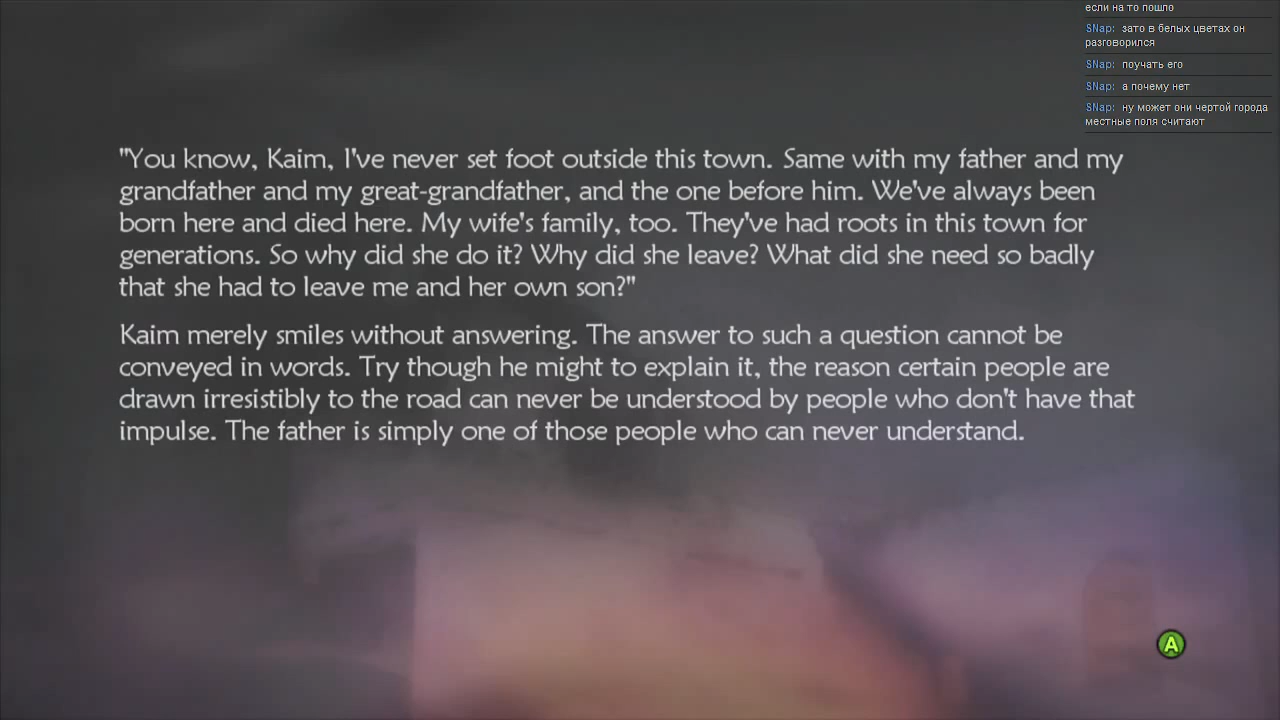 если на то пошло
SNap: зато в белых цветах он
разговорился
SNap: поучать его
SNap: а почему нет
SNap: ну может они чертой города
местные поля считают
"You know, Kaim, I've never set foot outside this town. Same with my father and my
grandfather and my great-grandfather, and the one before him. We've always been
born here and died here. My wife's family, too. They've had roots in this town for
generations. So why did she do it? Why did she leave? What did she need so badly
that she had to leave me and her own son?"
Kaim merely smiles without answering. The answer to such a question cannot be
conveyed in words. Try though he might to explain it, the reason certain people are
drawn irresistibly to the road can never be understood by people who don't have that
impulse. The father is simply one of those people who can never understand.
A